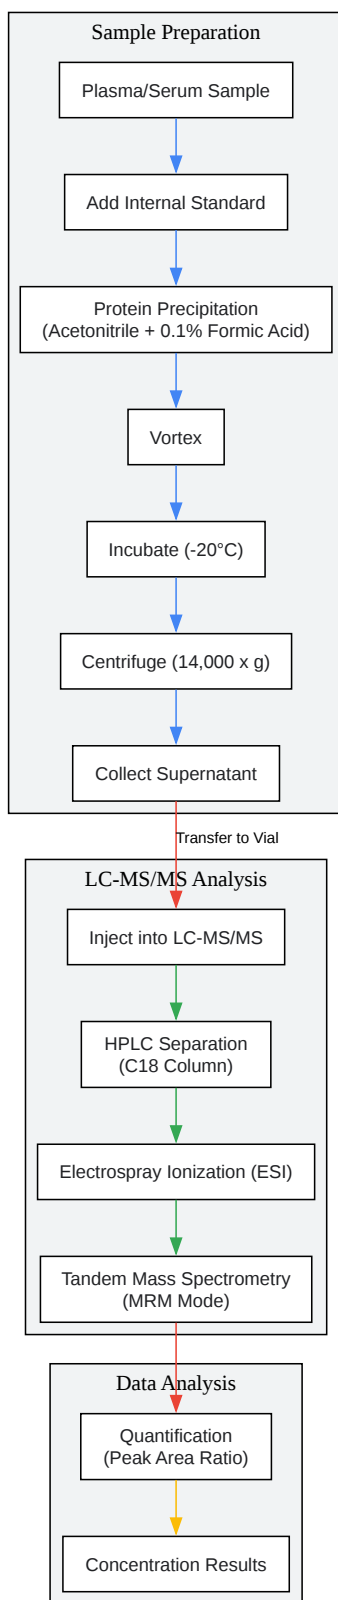 Sample Preparation
Plasma/Serum Sample
Add Internal Standard
Protein Precipitation
(Acetonitrile + 0.1% Formic Acid)
Vortex
Incubate (-20°C)
Centrifuge (14,000 x g)
Collect Supernatant
Transfer to Vial
LC-MS/MS Analysis
Inject into LC-MS/MS
HPLC Separation
(C18 Column)
Electrospray Ionization (ESI)
Tandem Mass Spectrometry
(MRM Mode)
Data Analysis
Quantification
(Peak Area Ratio)
Concentration Results